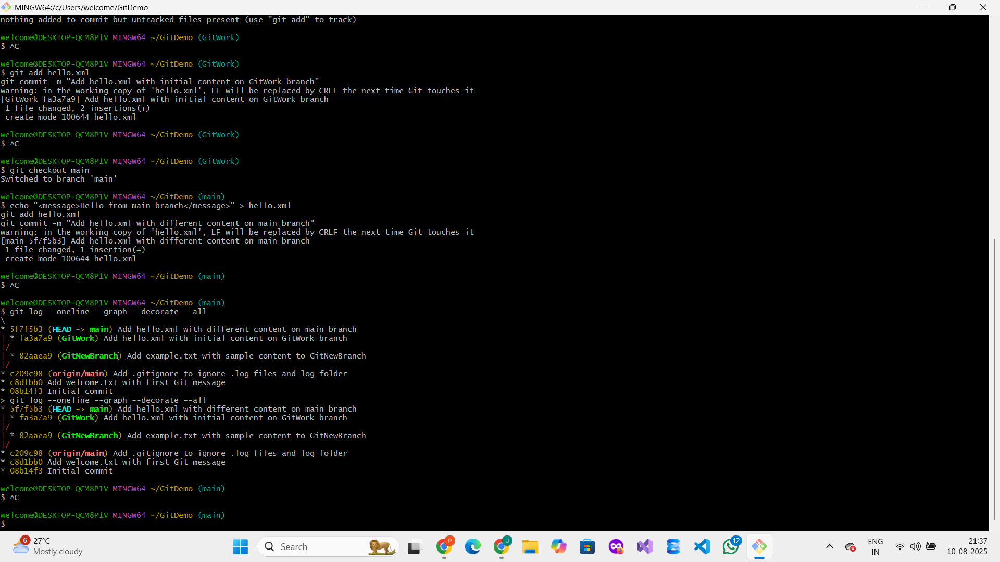 MINGW64:/c/Users/welcome/GitDemo
nothing added to commit but untracked files present (use "git add" to track)
welcome@DESKTOP-QCM8P1V MINGW64 ~/GitDemo (GitWork)
$ ^C
welcome@DESKTOP-QCM8P1V MINGW64 ~/GitDemo (GitWork)
$ git add hello.xml
git commit -m "Add hello.xml with initial content on GitWork branch"
warning: in the working copy of 'hello.xml', LF will be replaced by CRLF the next time Git touches it
[GitWork fa3a7a9] Add hello.xml with initial content on GitWork branch
 1 file changed, 2 insertions(+)
 create mode 100644 hello.xml
welcome@DESKTOP-QCM8P1V MINGW64 ~/GitDemo (GitWork)
$ ^C
welcome@DESKTOP-QCM8P1V MINGW64 ~/GitDemo (GitWork)
$ git checkout main
Switched to branch 'main'
welcome@DESKTOP-QCM8P1V MINGW64 ~/GitDemo (main)
$ echo "<message>Hello from main branch</message>" > hello.xml
git add hello.xml
git commit -m "Add hello.xml with different content on main branch"
warning: in the working copy of 'hello.xml', LF will be replaced by CRLF the next time Git touches it
[main 5f7f5b3] Add hello.xml with different content on main branch
 1 file changed, 1 insertion(+)
 create mode 100644 hello.xml
welcome@DESKTOP-QCM8P1V MINGW64 ~/GitDemo (main)
$ ^C
welcome@DESKTOP-QCM8P1V MINGW64 ~/GitDemo (main)
$ git log --oneline --graph --decorate --all
\
* 5f7f5b3 (HEAD -> main) Add hello.xml with different content on main branch
| * fa3a7a9 (GitWork) Add hello.xml with initial content on GitWork branch
|/
| * 82aaea9 (GitNewBranch) Add example.txt with sample content to GitNewBranch
|/
* c209c98 (origin/main) Add .gitignore to ignore .log files and log folder
* c8d1bb0 Add welcome.txt with first Git message
* 08b14f3 Initial commit
> git log --oneline --graph --decorate --all
* 5f7f5b3 (HEAD -> main) Add hello.xml with different content on main branch
| * fa3a7a9 (GitWork) Add hello.xml with initial content on GitWork branch
|/
| * 82aaea9 (GitNewBranch) Add example.txt with sample content to GitNewBranch
|/
* c209c98 (origin/main) Add .gitignore to ignore .log files and log folder
* c8d1bb0 Add welcome.txt with first Git message
* 08b14f3 Initial commit
welcome@DESKTOP-QCM8P1V MINGW64 ~/GitDemo (main)
$ ^C
welcome@DESKTOP-QCM8P1V MINGW64 ~/GitDemo (main)
$
6
27°C
Mostly cloudy
Search
P
J
12
ENG
IN
21:37
10-08-2025